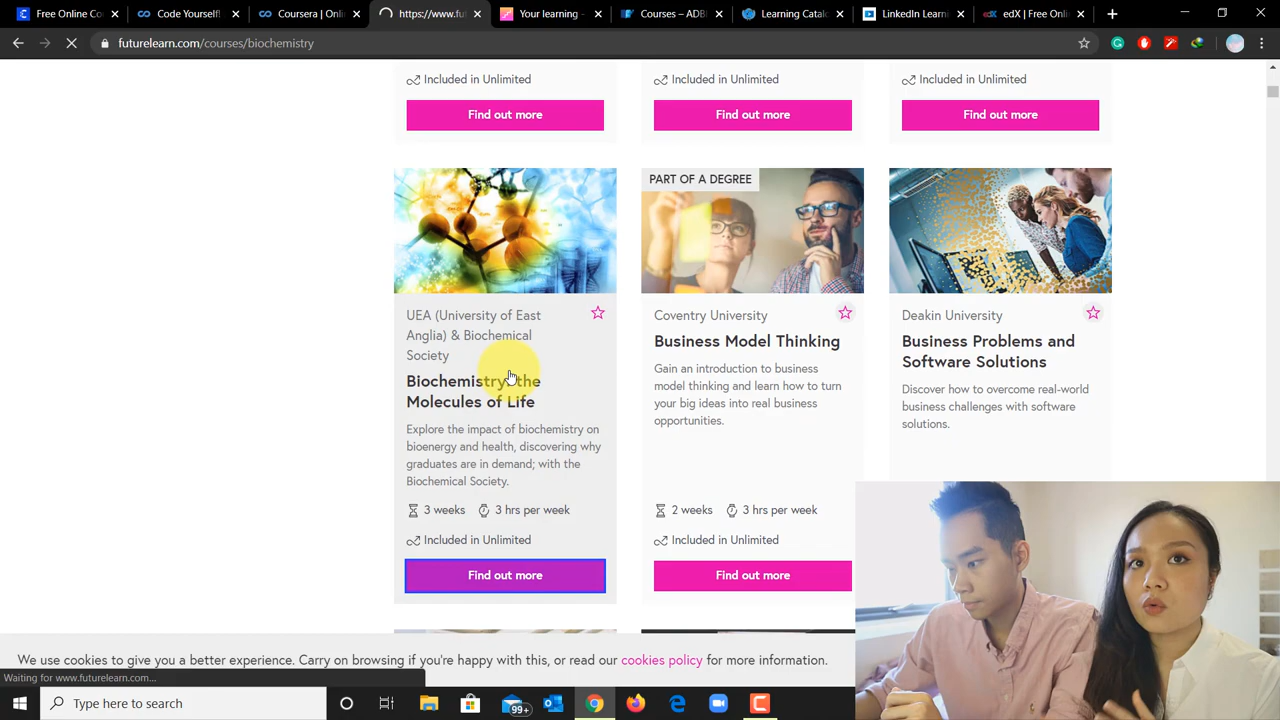 Free Online Cou
Code Yourself!
Coursera | Onlin
https://www.fut
Your learning -
Courses – ADB
Learning Catalo
LinkedIn Learn
edX | Free Onlin
futurelearn.com/courses/biochemistry
Included in Unlimited
Included in Unlimited
Included in Unlimited
Find out more
Find out more
Find out more
UEA (University of East
Anglia) & Biochemical
Society
Biochemistry: the
Molecules of Life
Explore the impact of biochemistry on
bioenergy and health, discovering why
graduates are in demand; with the
Biochemical Society.
3 weeks 3 hrs per week
Included in Unlimited
Find out more
PART OF A DEGREE
Coventry University
Business Model Thinking
Gain an introduction to business
model thinking and learn how to turn
your big ideas into real business
opportunities.
2 weeks 3 hrs per week
Included in Unlimited
Find out more
Deakin University
Business Problems and
Software Solutions
Discover how to overcome real-world
business challenges with software
solutions.
We use cookies to give you a better experience. Carry on browsing if you're happy with this, or read our cookies policy for more information.
Waiting for www.futurelearn.com...
Type here to search
99+